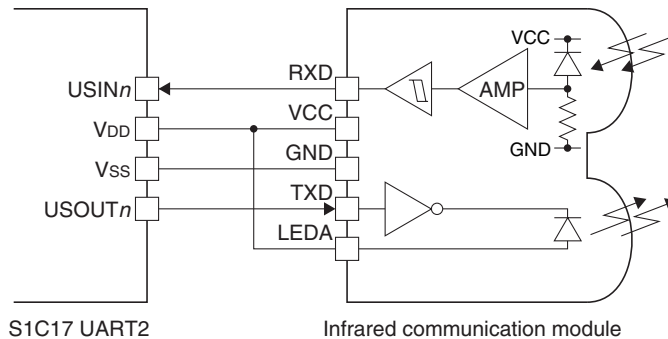 USINn
VDD
VSS
USOUTn
RXD
VCC
GND
TXD
LEDA
AMP
VCC
GND
S1C17 UART2
Infrared communication module